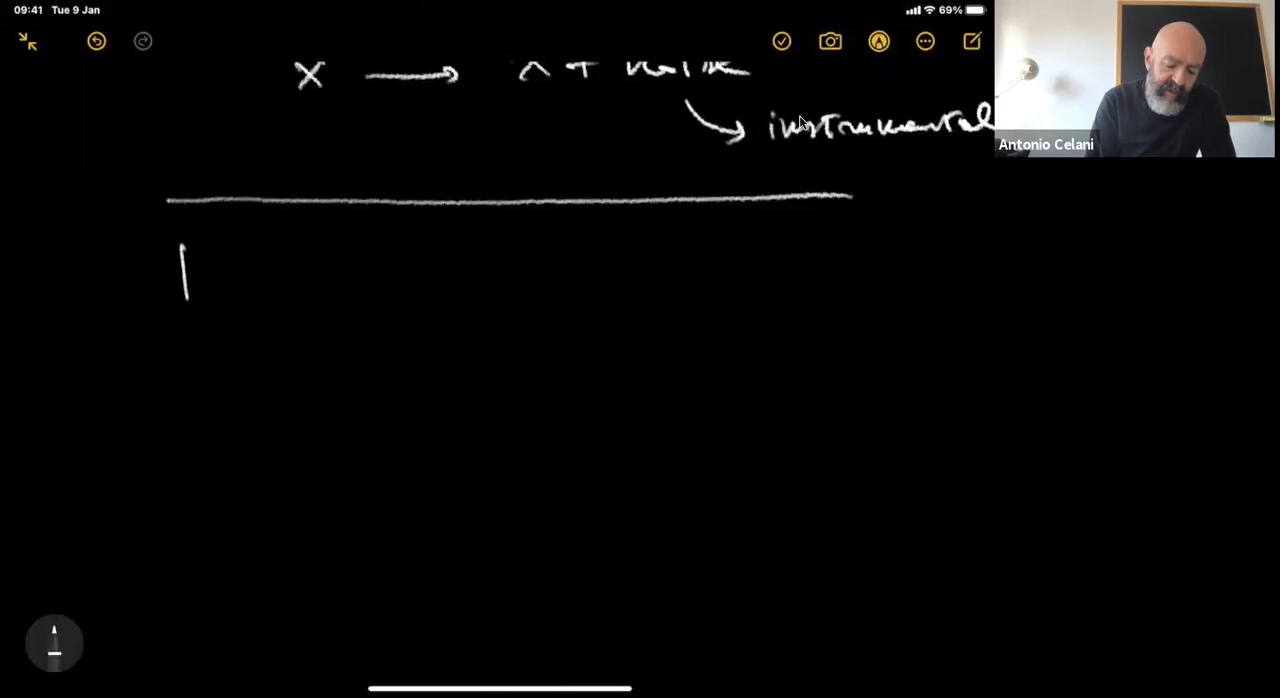 09:41 Tue 9 Jan 69%
X →
instrumental
Antonio Celani